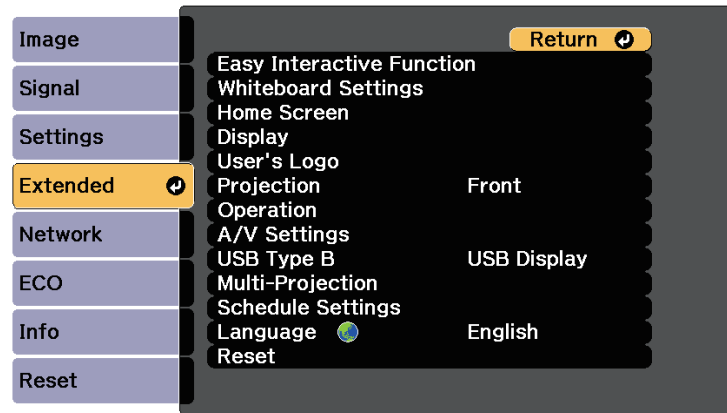 Image
Signal
Settings
Extended
Network
ECO
Info
Reset
Return
Easy Interactive Function
Whiteboard Settings
Home Screen
Display
User's Logo
Projection Front
Operation
A/V Settings
USB Type B USB Display
Multi-Projection
Schedule Settings
Language English
Reset